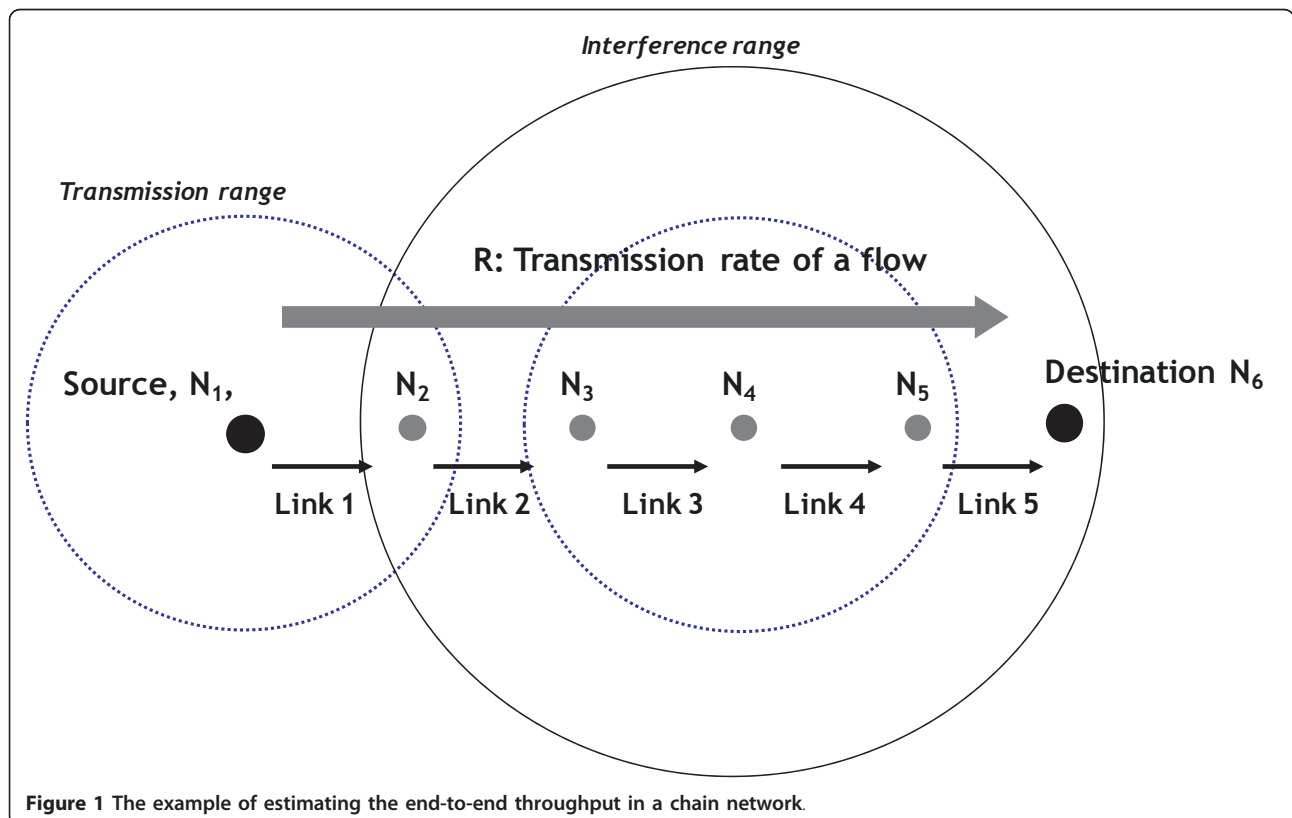 Interference range
Transmission range
R: Transmission rate of a flow
Source, N₁,
N₂
N₃
N₄
N₅
Destination N₆
Link 1
Link 2
Link 3
Link 4
Link 5
Figure 1 The example of estimating the end-to-end throughput in a chain network.